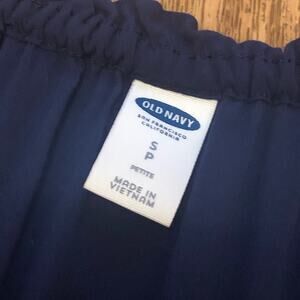 OLD NAVY
SAN FRANCISCO
CALIFORNIA
S
P
PETITE
MADE IN
VIETNAM